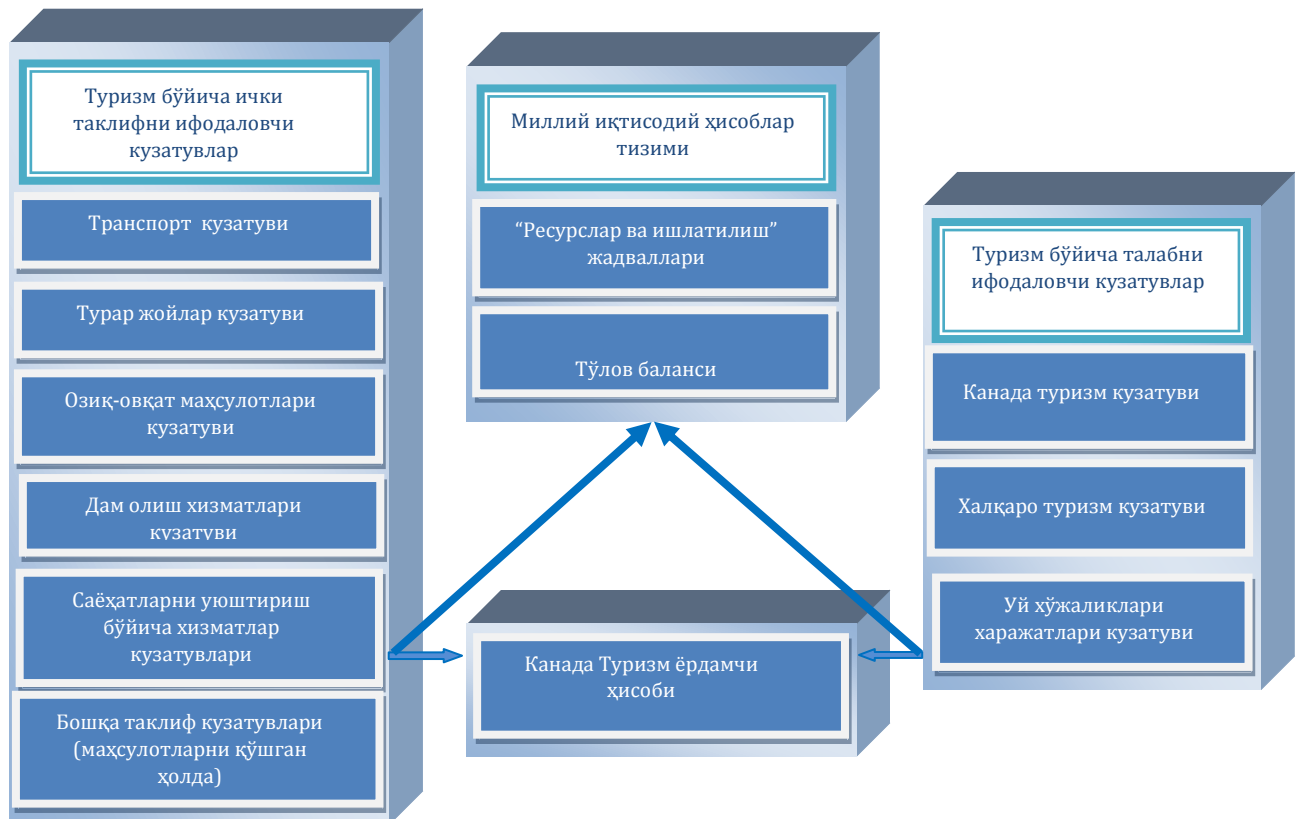 Туризм бўйича ички
таклифни ифодаловчи
кузатувлар
Транспорт кузатуви
Турар жойлар кузатуви
Озиқ-овқат маҳсулотлари
кузатуви
Дам олиш хизматлари
кузатуви
Саёҳатларни уюштириш
бўйича хизматлар
кузатувлари
Бошқа таклиф кузатувлари
(маҳсулотларни қўшган
ҳолда)
Миллий иқтисодий ҳисоблар
тизими
“Ресурслар ва ишлатилиш”
жадваллари
Тўлов баланси
Канада Туризм ёрдамчи
ҳисоби
Туризм бўйича талабни
ифодаловчи кузатувлар
Канада туризм кузатуви
Халқаро туризм кузатуви
Уй хўжаликлари
харажатлари кузатуви